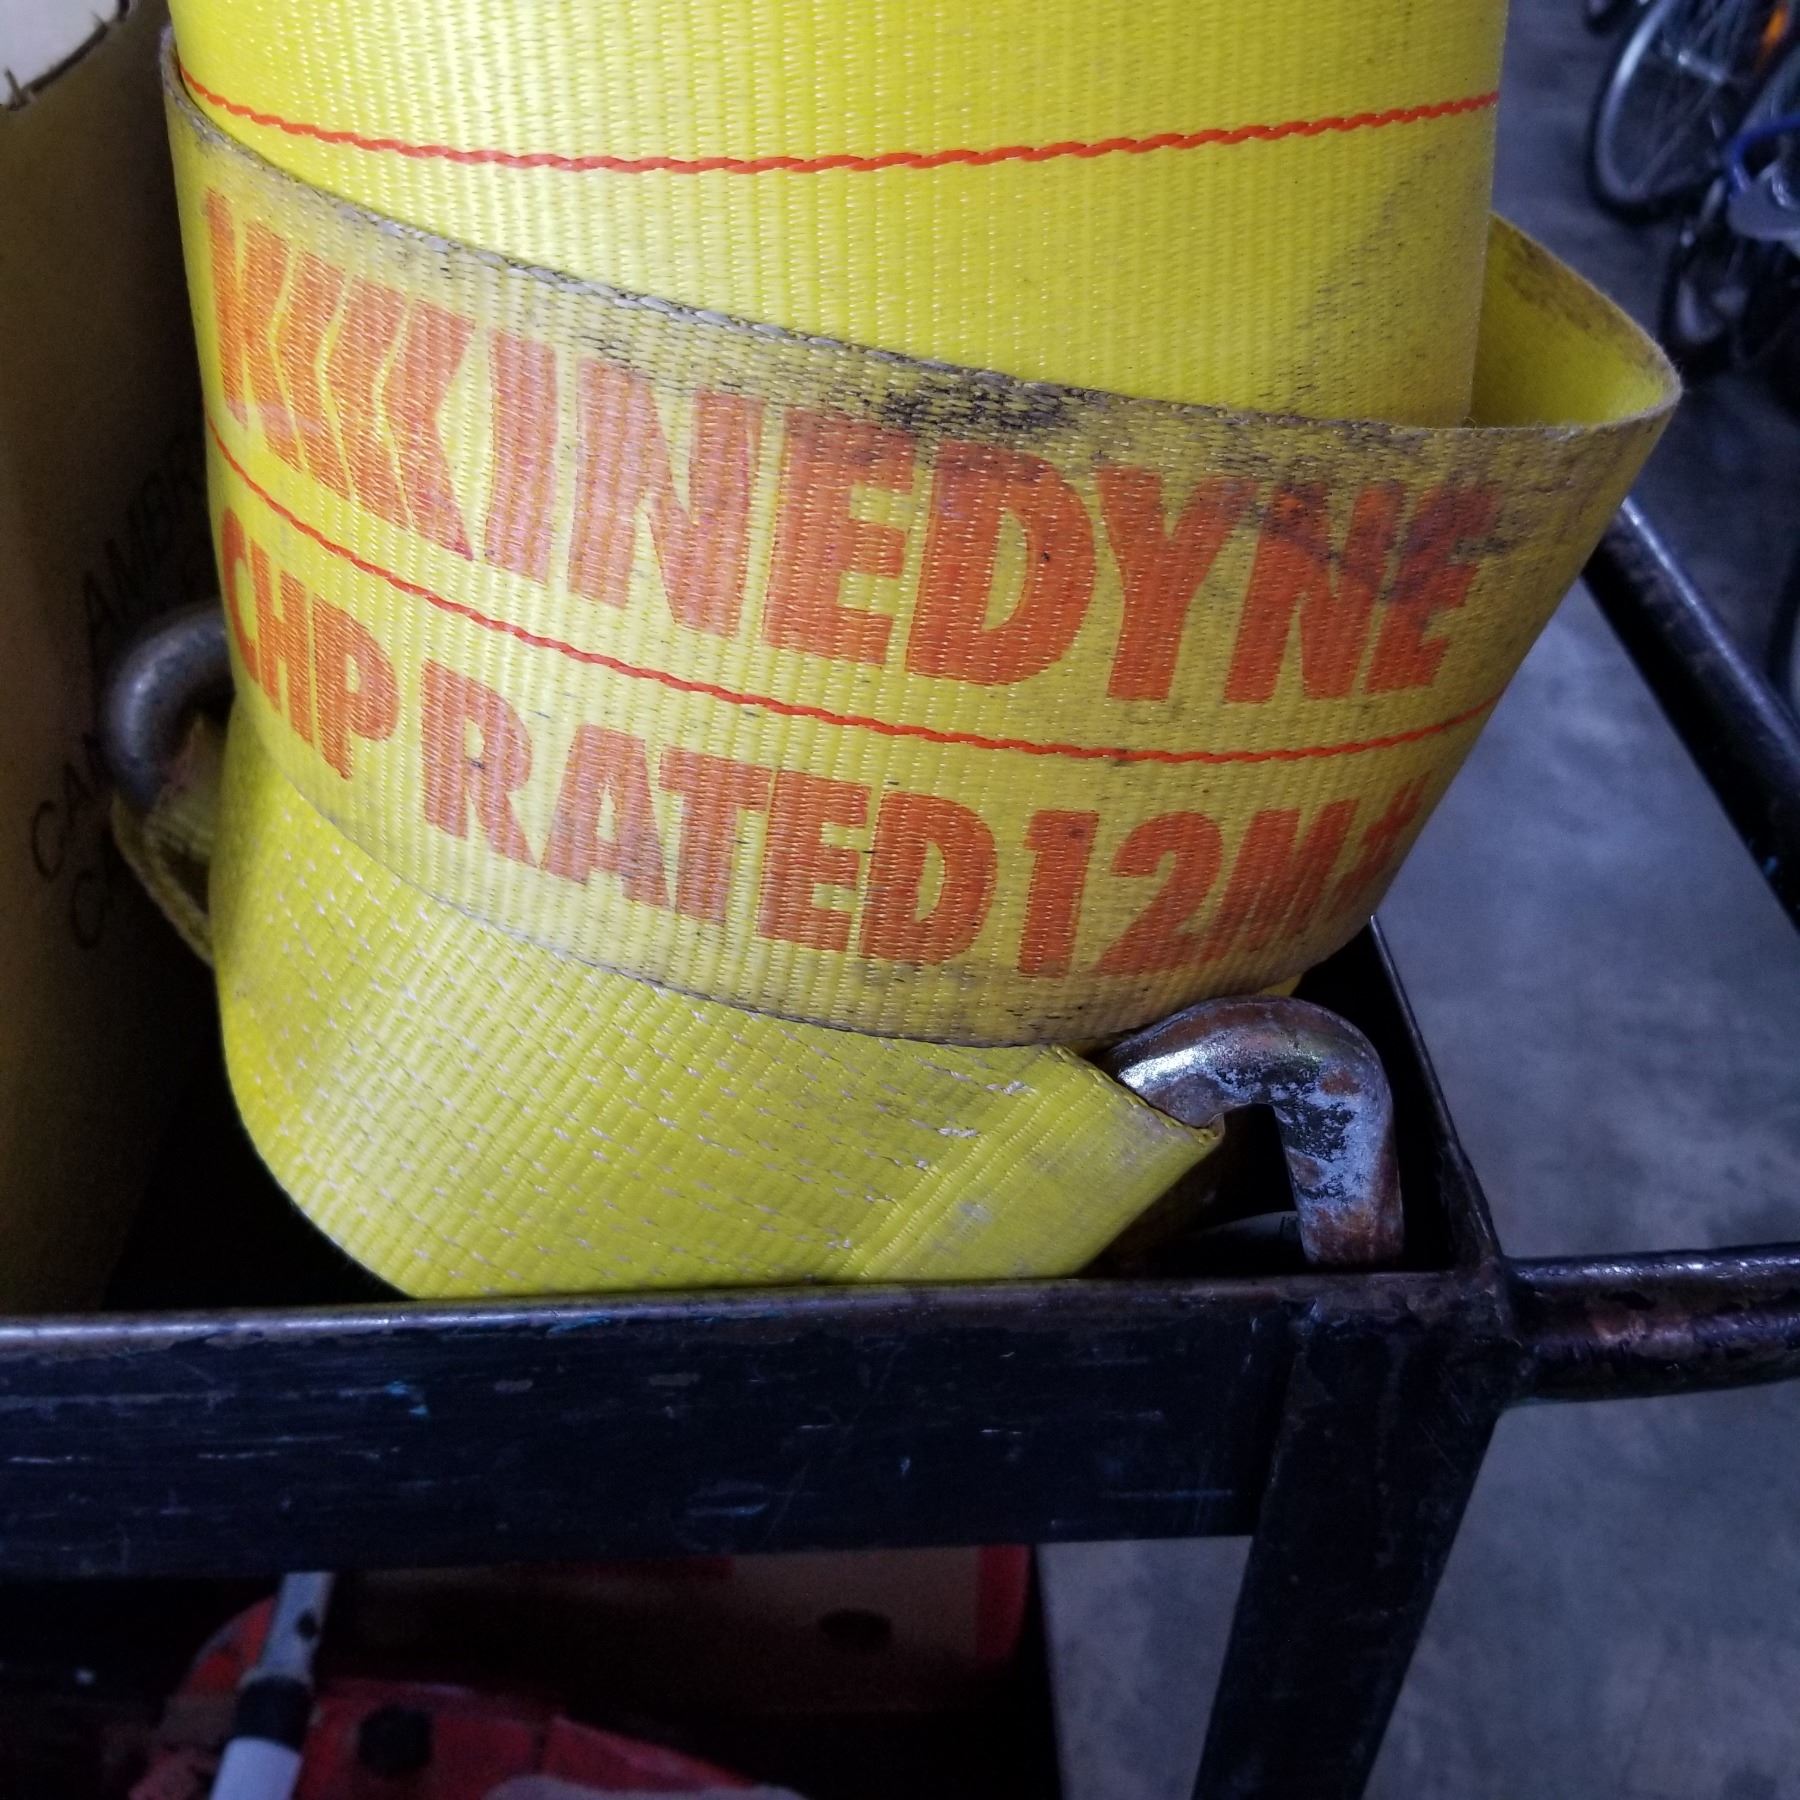 KINEDYNE
CHP RATED 12M#